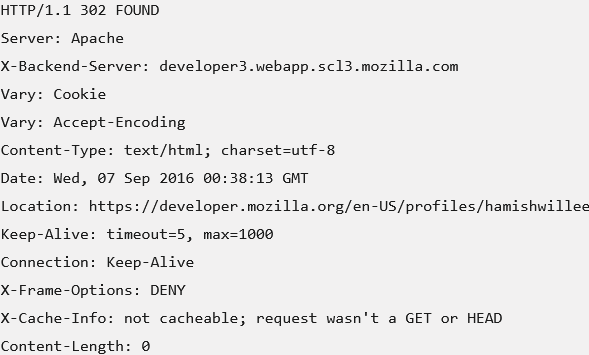 HTTP/1.1 302 FOUND
Server: Apache
X-Backend-Server: developer3.webapp.scl3.mozilla.com
Vary: Cookie
Vary: Accept-Encoding
Content-Type: text/html; charset=utf-8
Date: Wed, 07 Sep 2016 00:38:13 GMT
Location: https://developer.mozilla.org/en-US/profiles/hamishwillee
Keep-Alive: timeout=5, max=1000
Connection: Keep-Alive
X-Frame-Options: DENY
X-Cache-Info: not cacheable; request wasn't a GET or HEAD
Content-Length: 0